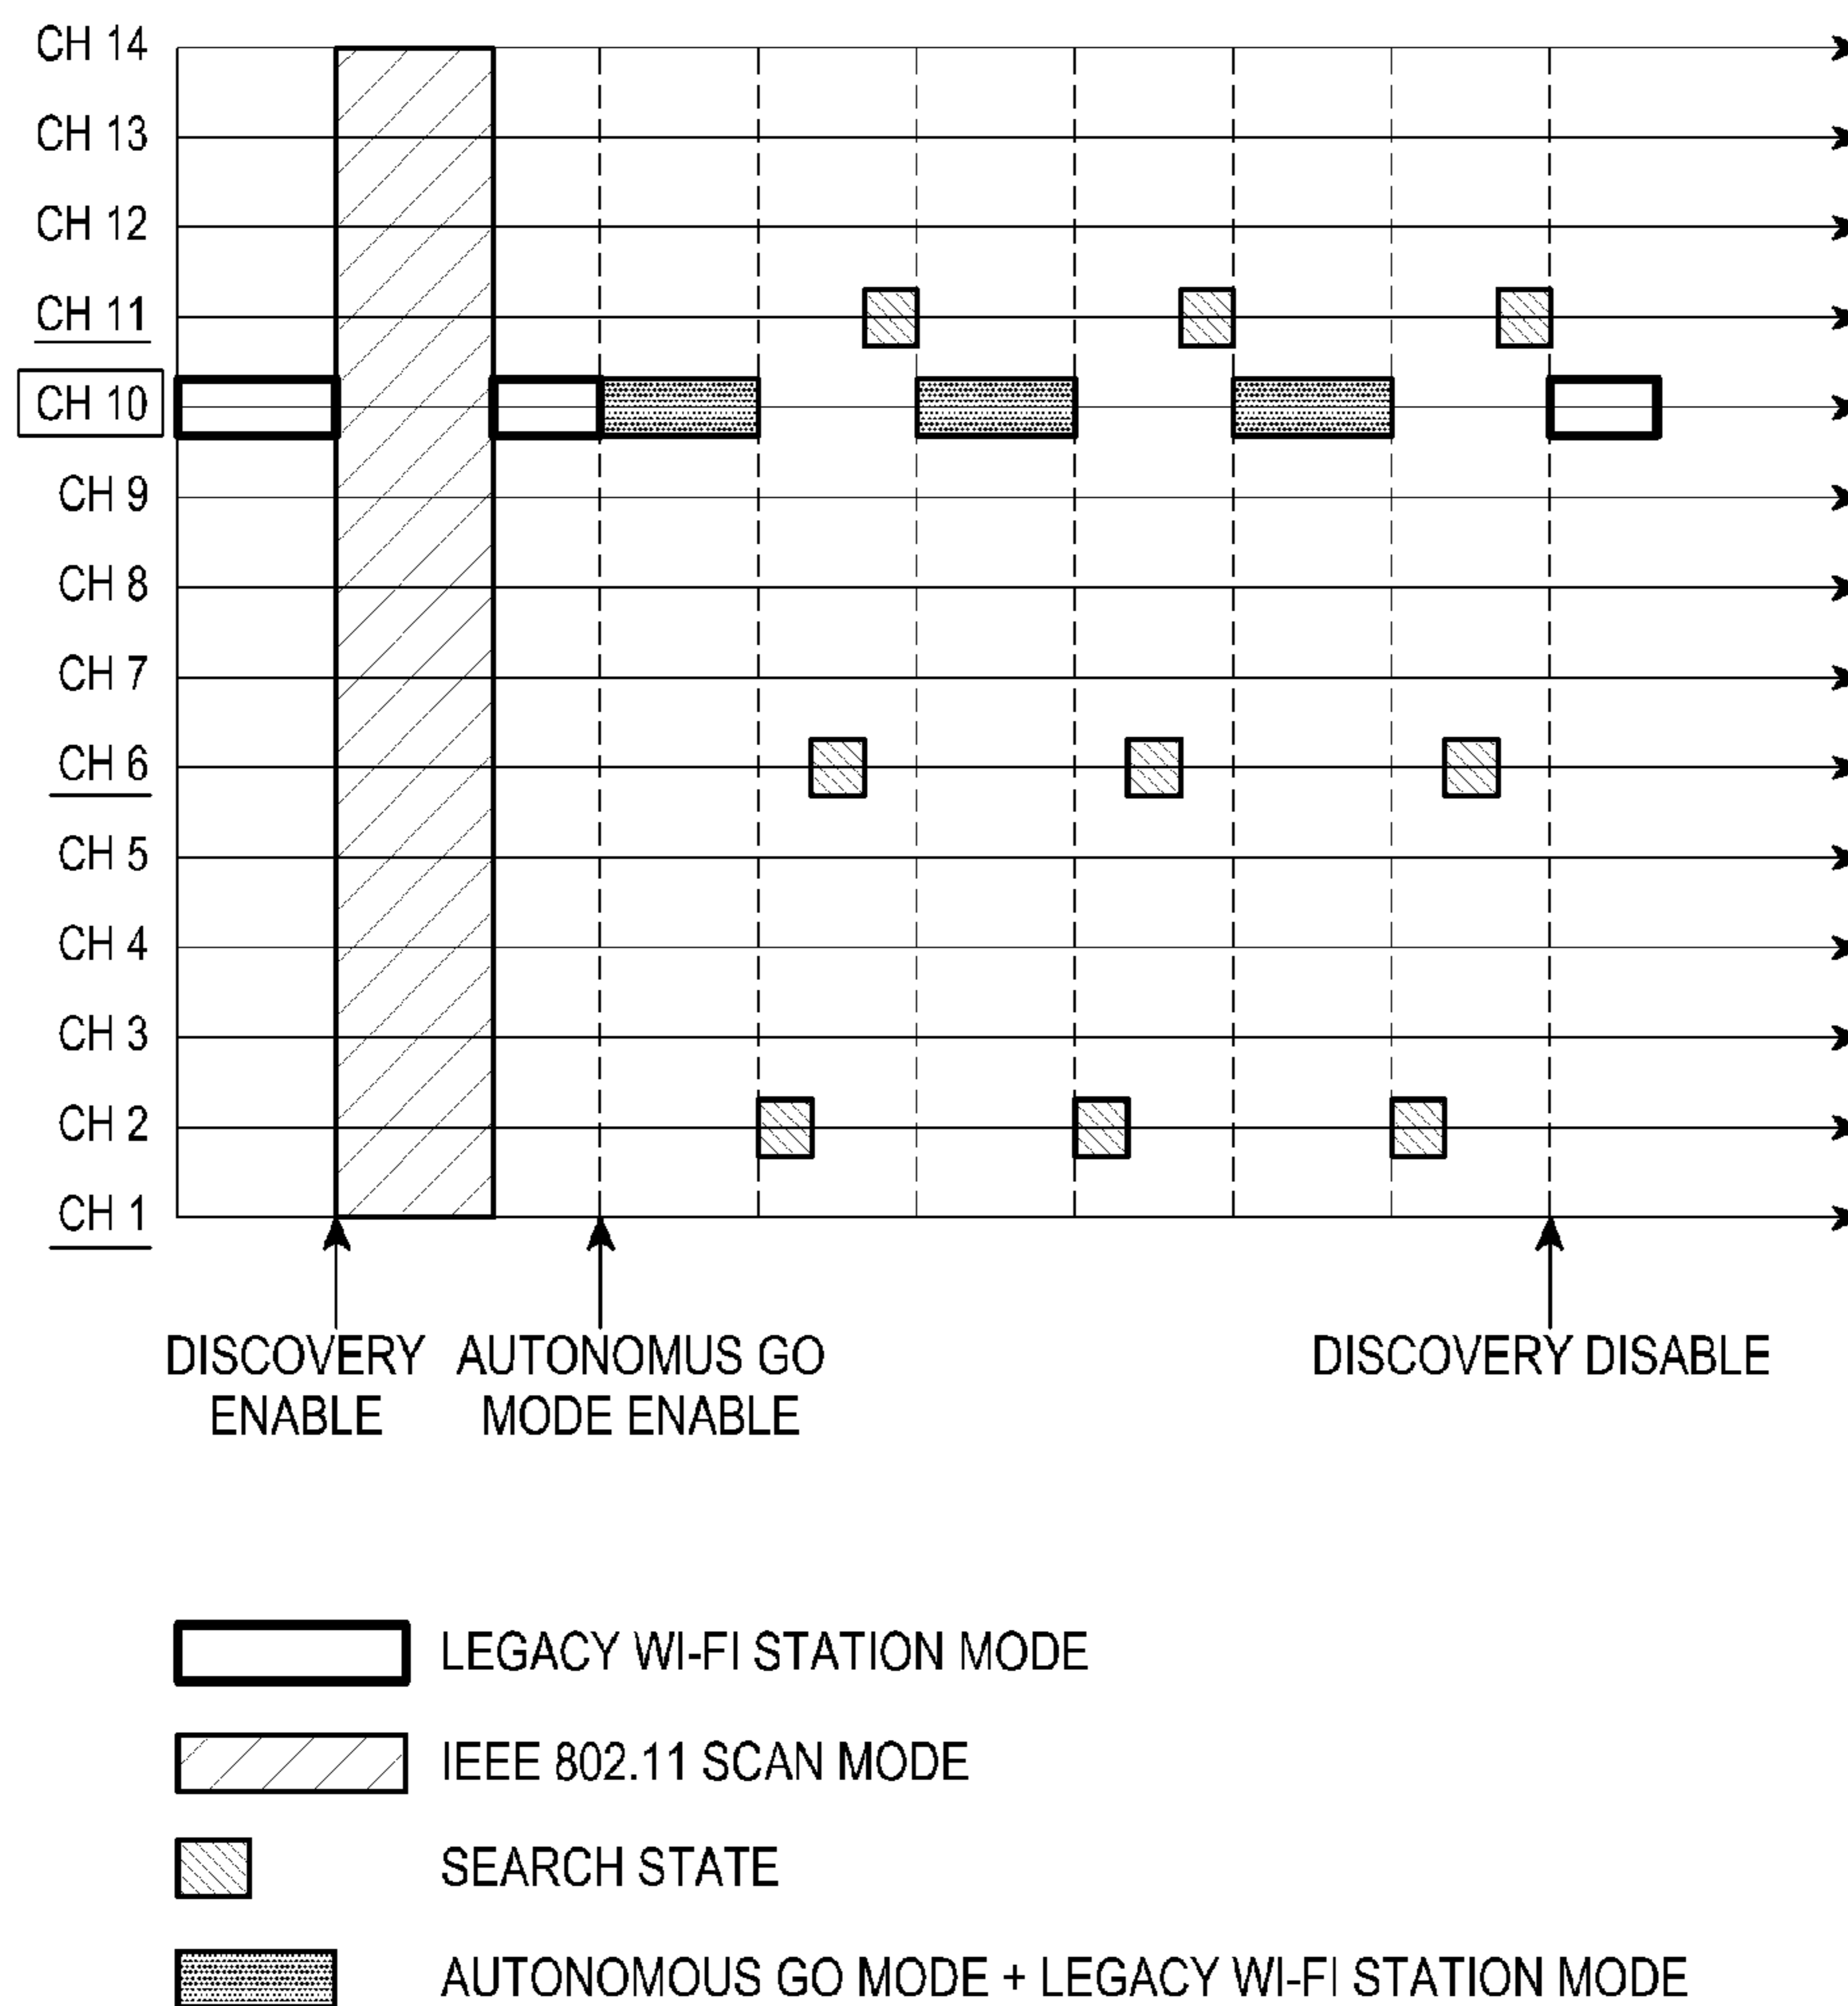 CH 14
CH 13
CH 12
CH 11
CH 10
CH 9
CH 8
CH 7
CH 6
CH 5
CH 4
CH 3
CH 2
CH 1
DISCOVERY
ENABLE
AUTONOMUS GO
MODE ENABLE
DISCOVERY DISABLE
LEGACY WI-FI STATION MODE
IEEE 802.11 SCAN MODE
SEARCH STATE
AUTONOMOUS GO MODE + LEGACY WI-FI STATION MODE